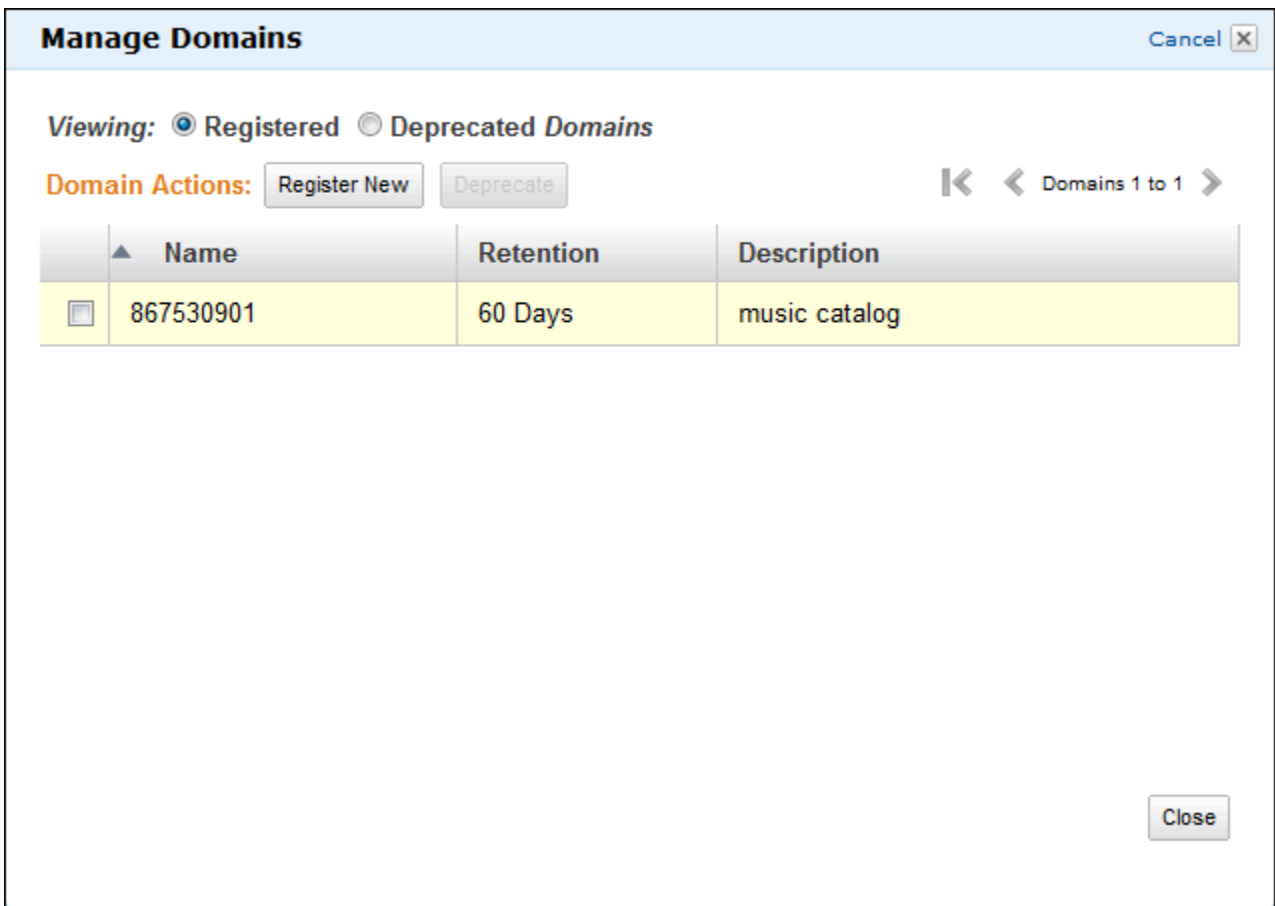 Manage Domains
Cancel
Viewing: Registered Deprecated Domains
Domain Actions: Register New Deprecate Domains 1 to 1
Name Retention Description
867530901 60 Days music catalog
Close